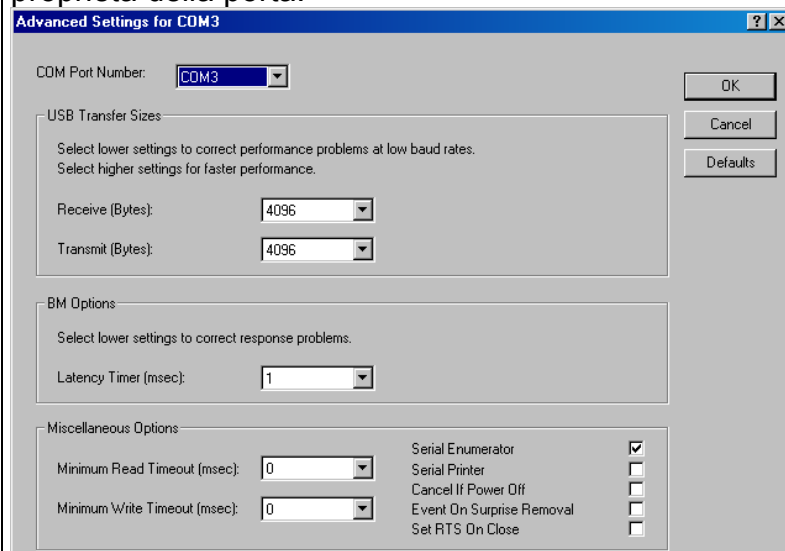 proprietà della porta.
Advanced Settings for COM3
COM Port Number: COM3
OK
Cancel
Defaults
USB Transfer Sizes
Select lower settings to correct performance problems at low baud rates.
Select higher settings for faster performance.
Receive (Bytes): 4096
Transmit (Bytes): 4096
BM Options
Select lower settings to correct response problems.
Latency Timer (msec): 1
Miscellaneous Options
Minimum Read Timeout (msec): 0
Minimum Write Timeout (msec): 0
Serial Enumerator
Serial Printer
Cancel If Power Off
Event On Surprise Removal
Set RTS On Close